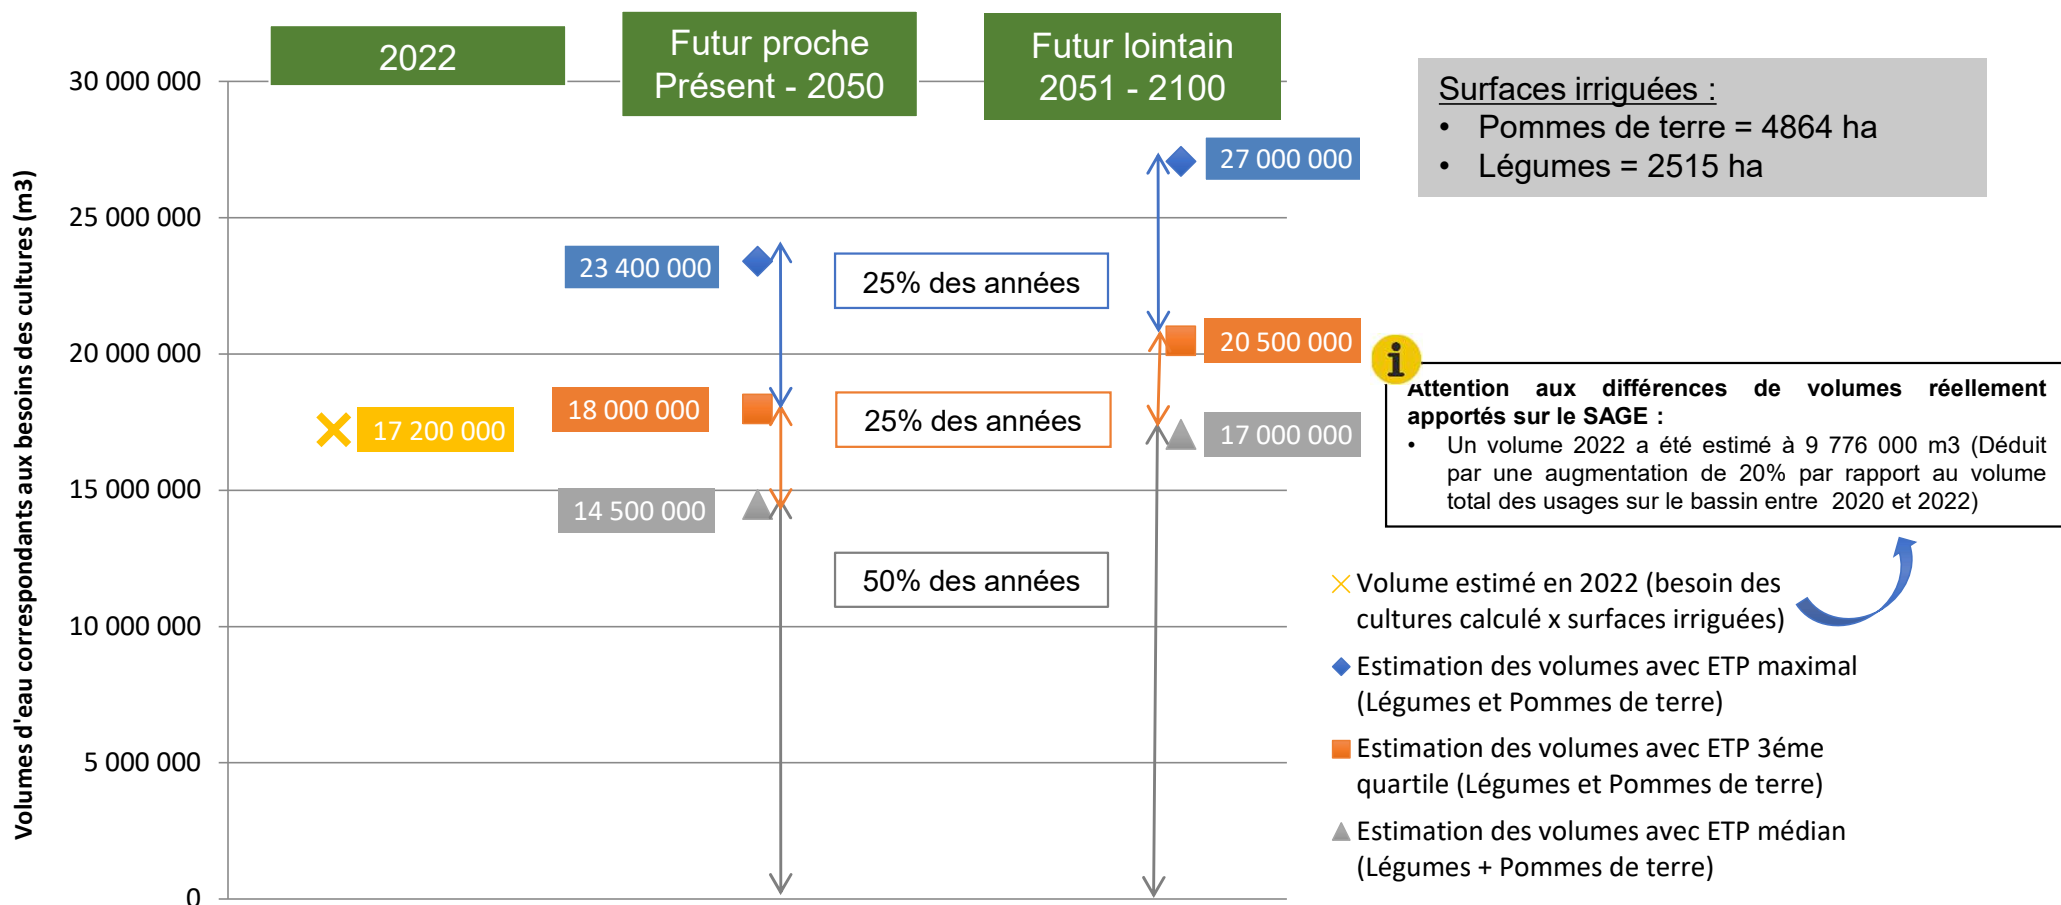 2022
Futur proche
Présent - 2050
Futur lointain
2051 - 2100
Volumes d'eau correspondants aux besoins des cultures (m3)
30 000 000
25 000 000
20 000 000
15 000 000
10 000 000
5 000 000
0
17 200 000
23 400 000
18 000 000
14 500 000
25% des années
25% des années
50% des années
27 000 000
20 500 000
17 000 000
Surfaces irriguées :
• Pommes de terre = 4864 ha
• Légumes = 2515 ha
i
Attention aux différences de volumes réellement
apportés sur le SAGE :
• Un volume 2022 a été estimé à 9 776 000 m3 (Déduit
par une augmentation de 20% par rapport au volume
total des usages sur le bassin entre 2020 et 2022)
Volume estimé en 2022 (besoin des
cultures calculé x surfaces irriguées)
Estimation des volumes avec ETP maximal
(Légumes et Pommes de terre)
Estimation des volumes avec ETP 3éme
quartile (Légumes et Pommes de terre)
Estimation des volumes avec ETP médian
(Légumes + Pommes de terre)